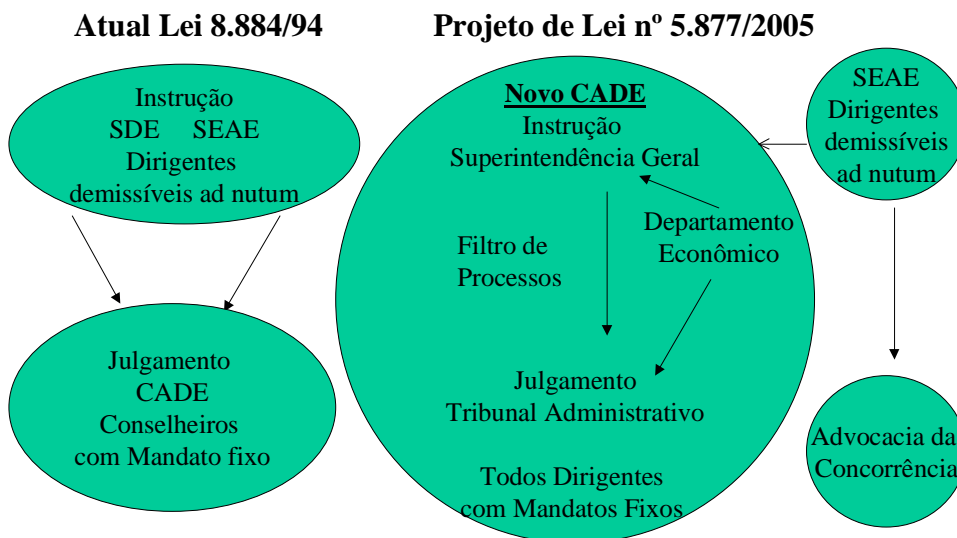 Atual Lei 8.884/94
Instrução
SDE SEAE
Dirigentes
demissíveis ad nutum
Julgamento
CADE
Conselheiros
com Mandato fixo
Projeto de Lei nº 5.877/2005
Novo CADE
Instrução
Superintendência Geral
Filtro de
Processos
Departamento
Econômico
Julgamento
Tribunal Administrativo
Todos Dirigentes
com Mandatos Fixos
SEAE
Dirigentes
demissíveis
ad nutum
Advocacia da
Concorrência